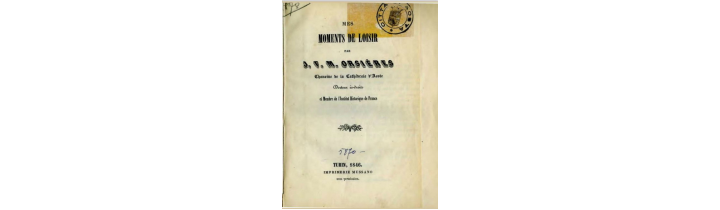 MES
MOMENTS DE LOISIR
PAR
J. V. M. ORSIÈRES
Chanoine de la Cathédrale d'Aoste
et Membre de l'Institut Historique de France
TURIN, 1846.
IMPRIMERIE MUSSANO